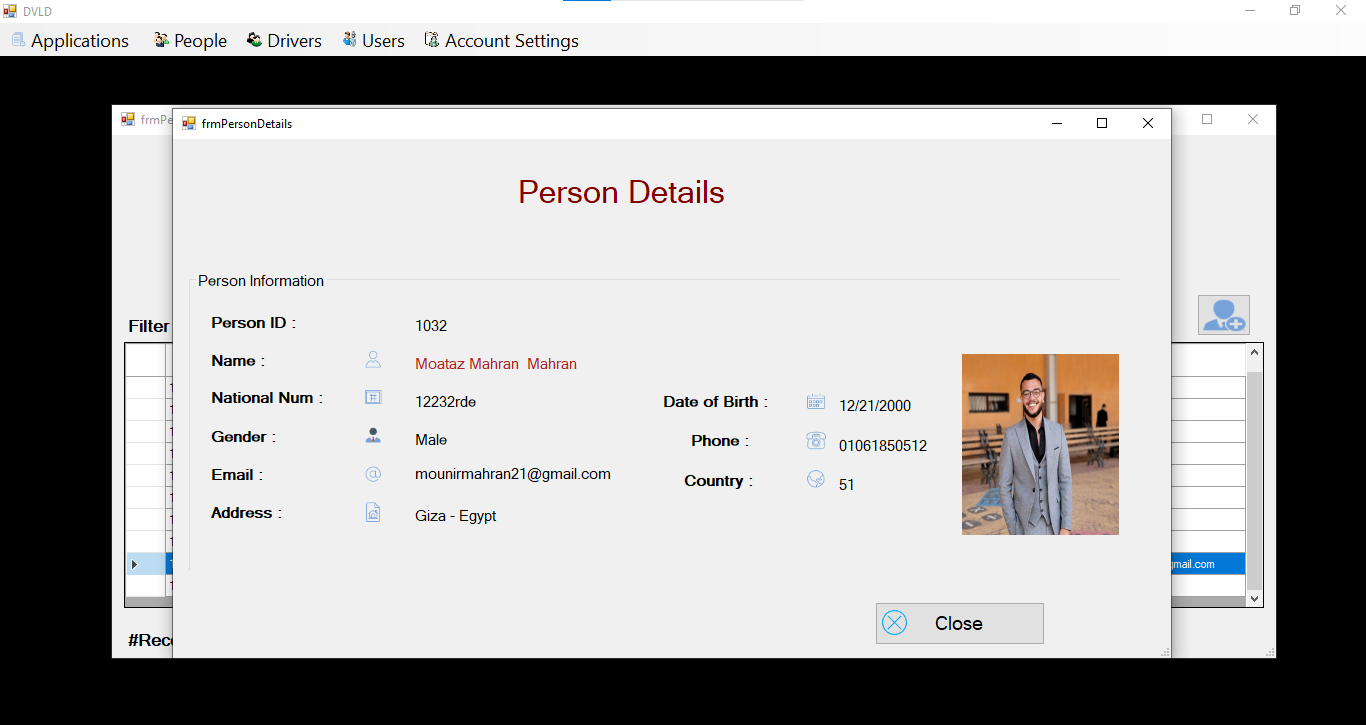 DVLD
Applications People Drivers Users Account Settings
frmPe
frmPersonDetails
Person Details
Person Information
Filter
Person ID : 1032
Name : Moataz Mahran  Mahran
National Num : 12232rde
Date of Birth : 12/21/2000
Gender : Male
Phone : 01061850512
Email : mounirmahran21@gmail.com
Country : 51
Address : Giza - Egypt
mail.com
Close
#Rec